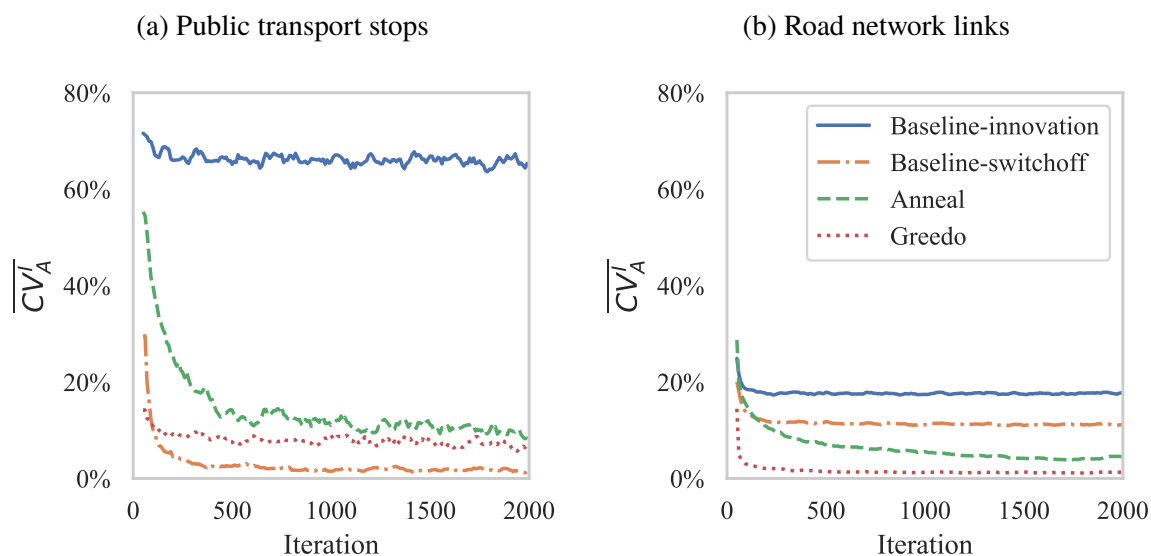 (a) Public transport stops
(b) Road network links
80%
60%
40%
20%
0%
CV_A^I
0 500 1000 1500 2000
Iteration
80%
60%
40%
20%
0%
CV_A^I
0 500 1000 1500 2000
Iteration
Baseline-innovation
Baseline-switchoff
Anneal
Greedo